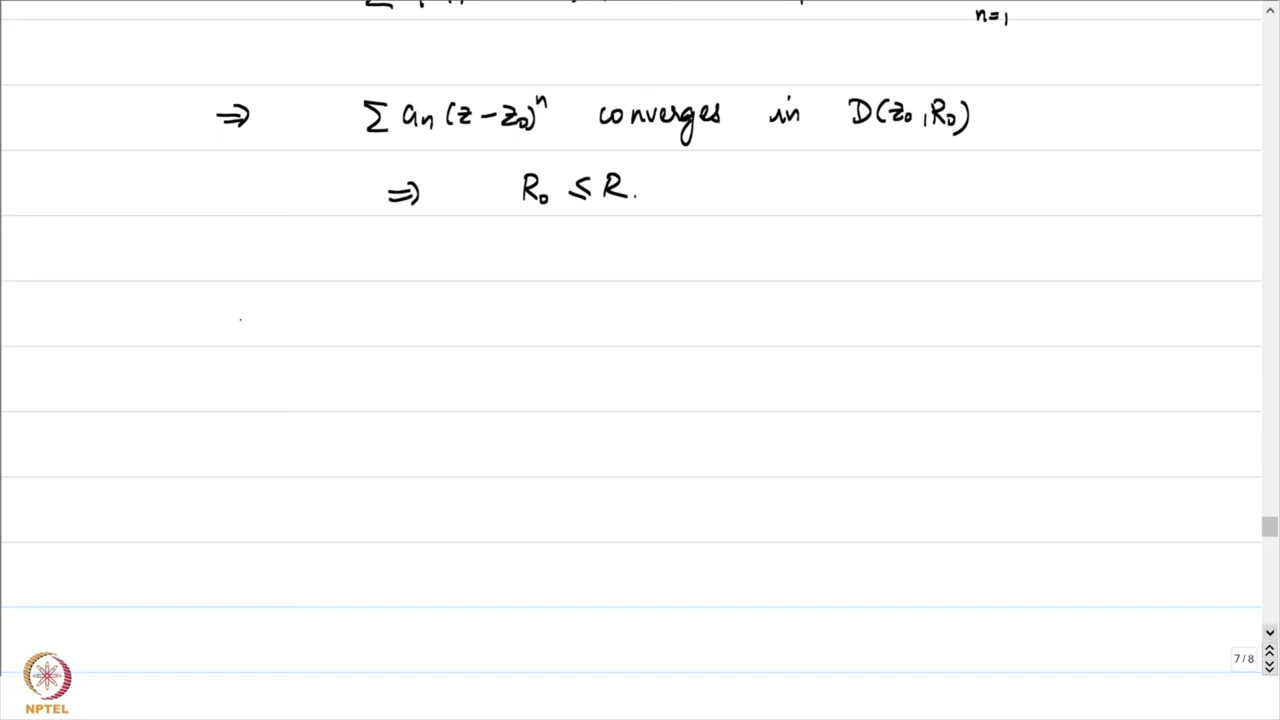 n=1
⇒ Σ aₙ (z − z₀)ⁿ converges in D(z₀, R₀)
⇒ R₀ ≤ R.
7 / 8
NPTEL